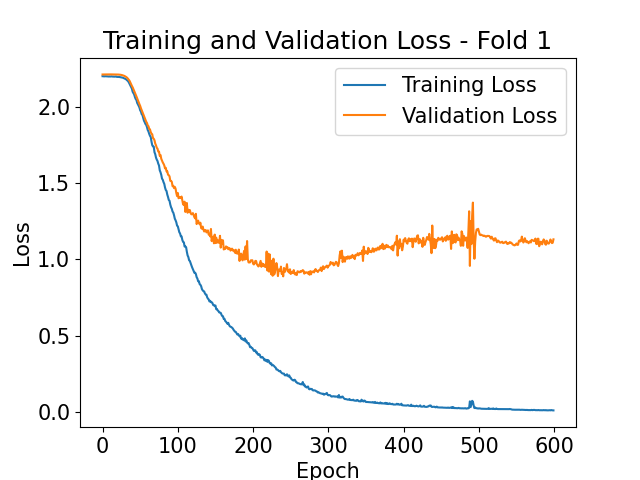 Training and Validation Loss - Fold 1
Training Loss
Validation Loss
2.0
1.5
1.0
0.5
0.0
Loss
0 100 200 300 400 500 600
Epoch